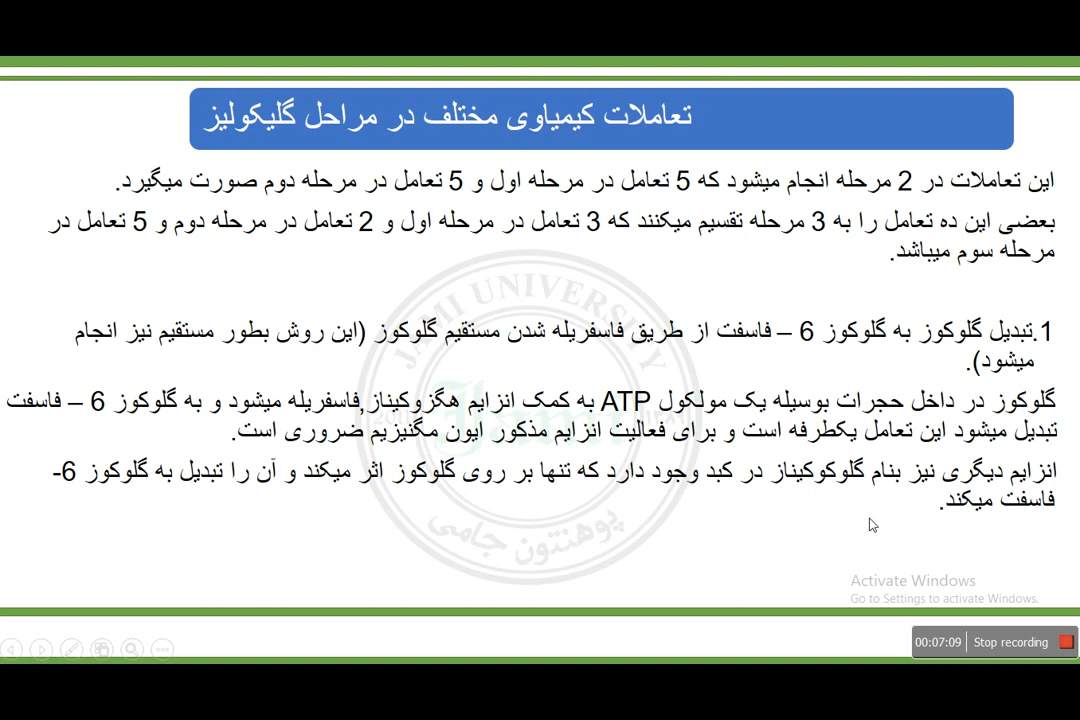 تعاملات کیمیاوی مختلف در مراحل گلیکولیز
این تعاملات در 2 مرحله انجام میشود که 5 تعامل در مرحله اول و 5 تعامل در مرحله دوم صورت میگیرد.
بعضی این ده تعامل را به 3 مرحله تقسیم میکنند که 3 تعامل در مرحله اول و 2 تعامل در مرحله دوم و 5 تعامل در
مرحله سوم میباشد.
1.تبدیل گلوکوز به گلوکوز 6 – فاسفت از طریق فاسفریله شدن مستقیم گلوکوز (این روش بطور مستقیم نیز انجام
میشود).
گلوکوز در داخل حجرات بوسیله یک مولکول ATP به کمک انزایم هگزوکیناز,فاسفریله میشود و به گلوکوز 6 – فاسفت
تبدیل میشود این تعامل یکطرفه است و برای فعالیت انزایم مذکور ایون مگنیزیم ضروری است.
انزایم دیگری نیز بنام گلوکوکیناز در کبد وجود دارد که تنها بر روی گلوکوز اثر میکند و آن را تبدیل به گلوکوز 6-
فاسفت میکند.
JAMI UNIVERSITY
Jami
پوهنتون جامی
Activate Windows
Go to Settings to activate Windows.
00:07:09 Stop recording